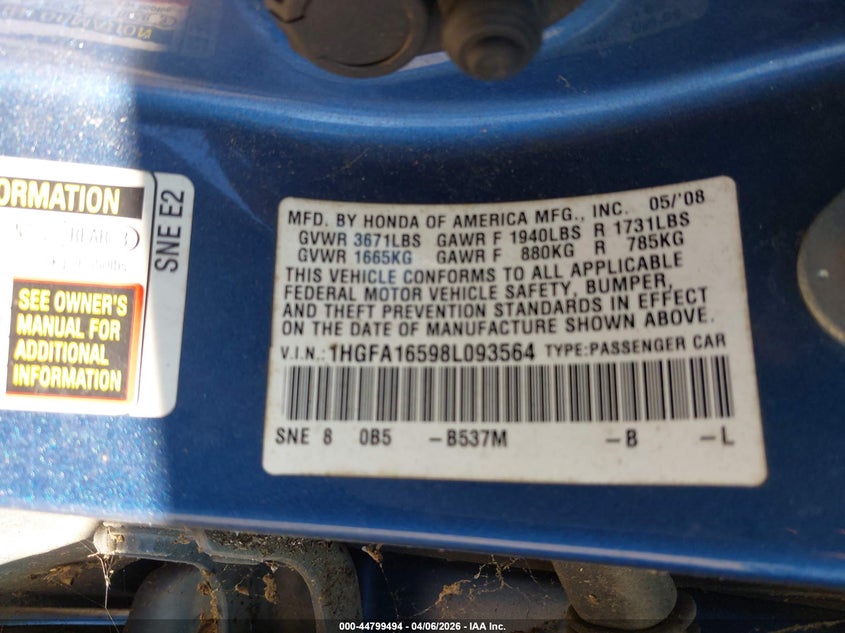 ORMATION
SEE OWNER'S
MANUAL FOR
ADDITIONAL
INFORMATION
SNE E2
MFD. BY HONDA OF AMERICA MFG., INC. 05/'08
GVWR 3671LBS GAWR F 1940LBS R 1731LBS
GVWR 1665KG GAWR F 880KG R 785KG
THIS VEHICLE CONFORMS TO ALL APPLICABLE
FEDERAL MOTOR VEHICLE SAFETY, BUMPER,
AND THEFT PREVENTION STANDARDS IN EFFECT
ON THE DATE OF MANUFACTURE SHOWN ABOVE.
V.I.N.: 1HGFA16598L093564 TYPE:PASSENGER CAR
SNE 8 0B5 -B537M -B -L
000-44799494 - 04/06/2026 - IAA Inc.